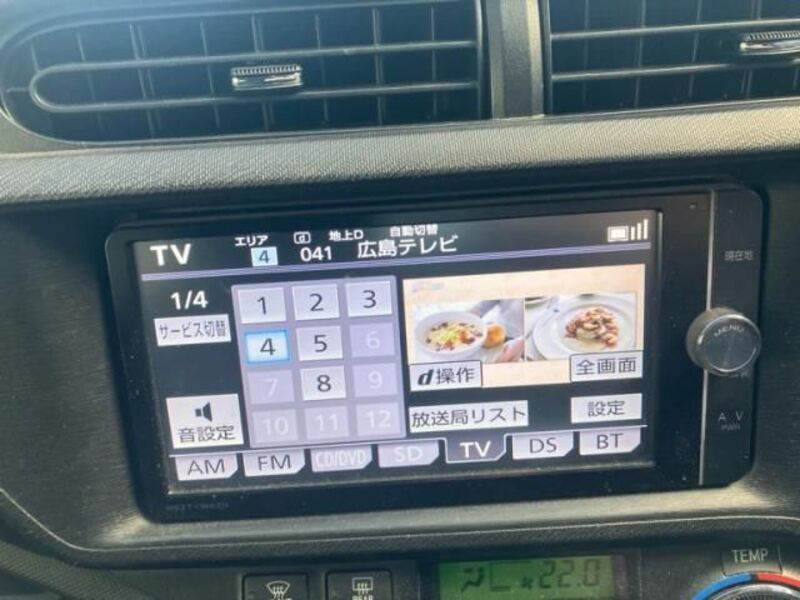 TV エリア 4 d 地上D 041 自動切替 広島テレビ
1/4
サービス切替
1 2 3
4 5 6
7 8 9
10 11 12
d操作
全画面
音設定
放送局リスト
設定
AM FM CD/DVD SD TV DS BT
現在地
MENU
A V
PWR
TEMP
22.0
REAR